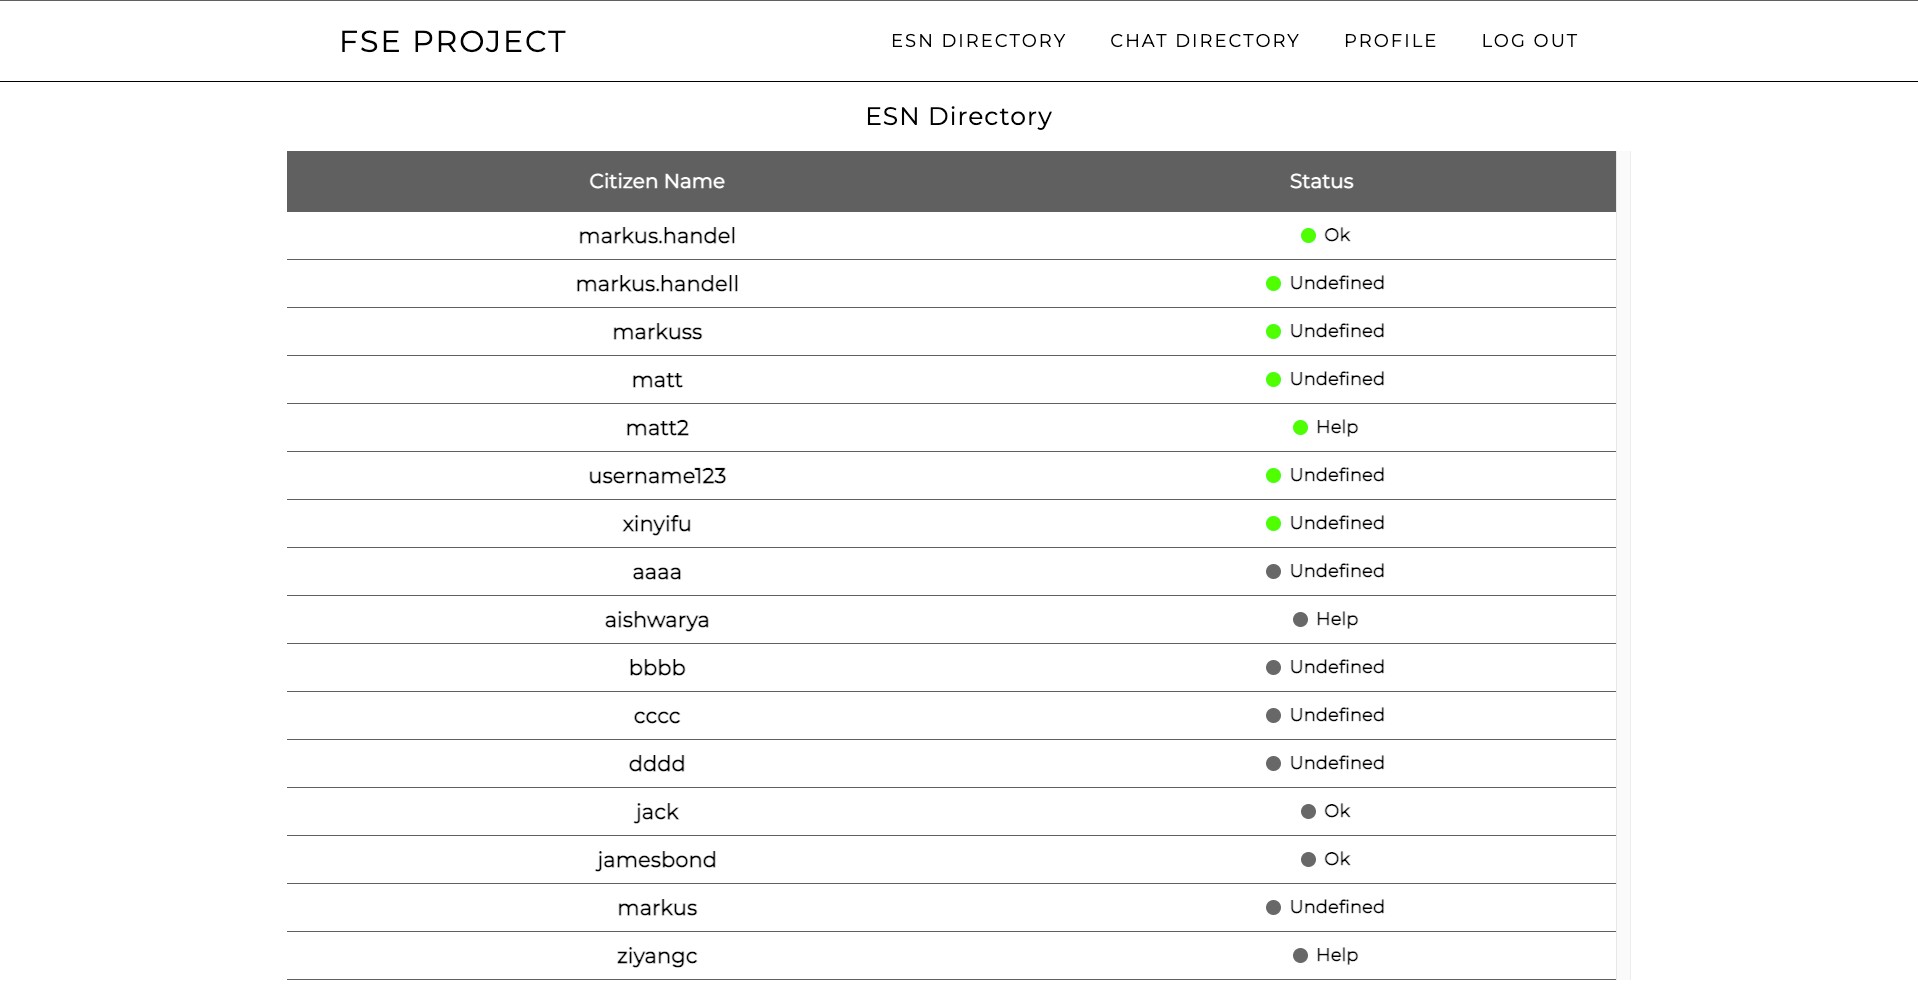 FSE PROJECT ESN DIRECTORY CHAT DIRECTORY PROFILE LOG OUT
ESN Directory
Citizen Name Status
markus.handel Ok
markus.handell Undefined
markuss Undefined
matt Undefined
matt2 Help
username123 Undefined
xinyifu Undefined
aaaa Undefined
aishwarya Help
bbbb Undefined
cccc Undefined
dddd Undefined
jack Ok
jamesbond Ok
markus Undefined
ziyangc Help